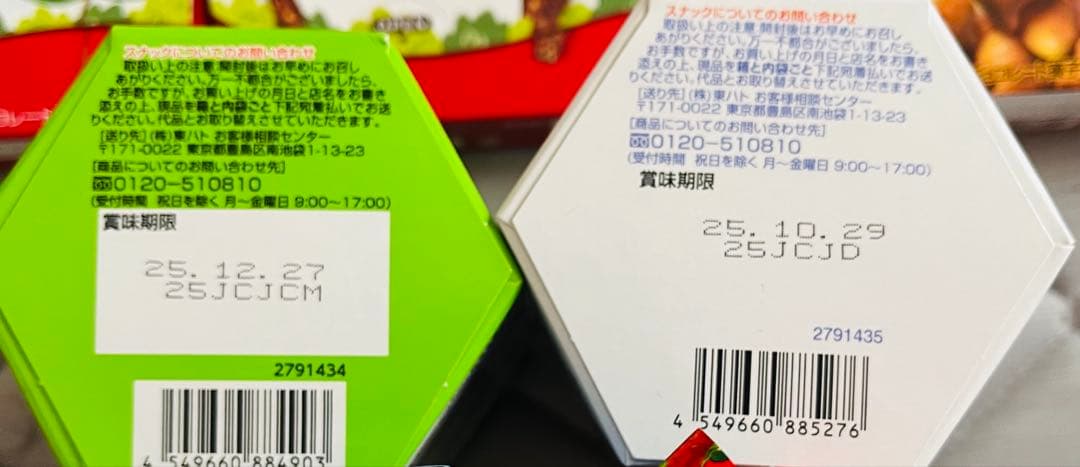 スナックについてのお問い合わせ
取扱い上の注意 開封後はお早めにお召し
あがりください。万一不都合がございましたら、
お手数ですが、お買い上げの月日と店名をお書き
添えの上、現品を箱と内袋ごと下記宛着払いでお送
りください。代品とお取り替えさせていただきます。
[送り先](株)東ハト お客様相談センター
〒171-0022 東京都豊島区南池袋1-13-23
[商品についてのお問い合わせ先]
0120-510810
(受付時間 祝日を除く 月～金曜日 9:00～17:00)
賞味期限
25.12.27
25JCJCM
2791434
4 549660 884903
スナックについてのお問い合わせ
取扱い上の注意 開封後はお早めにお召し
あがりください。万一不都合がございましたら、
お手数ですが、お買い上げの月日と店名をお書き
添えの上、現品を箱と内袋ごと下記宛着払いでお送
りください。代品とお取り替えさせていただきます。
[送り先](株)東ハト お客様相談センター
〒171-0022 東京都豊島区南池袋1-13-23
[商品についてのお問い合わせ先]
0120-510810
(受付時間 祝日を除く 月～金曜日 9:00～17:00)
賞味期限
25.10.29
25JCJD
2791435
4 549660 885276